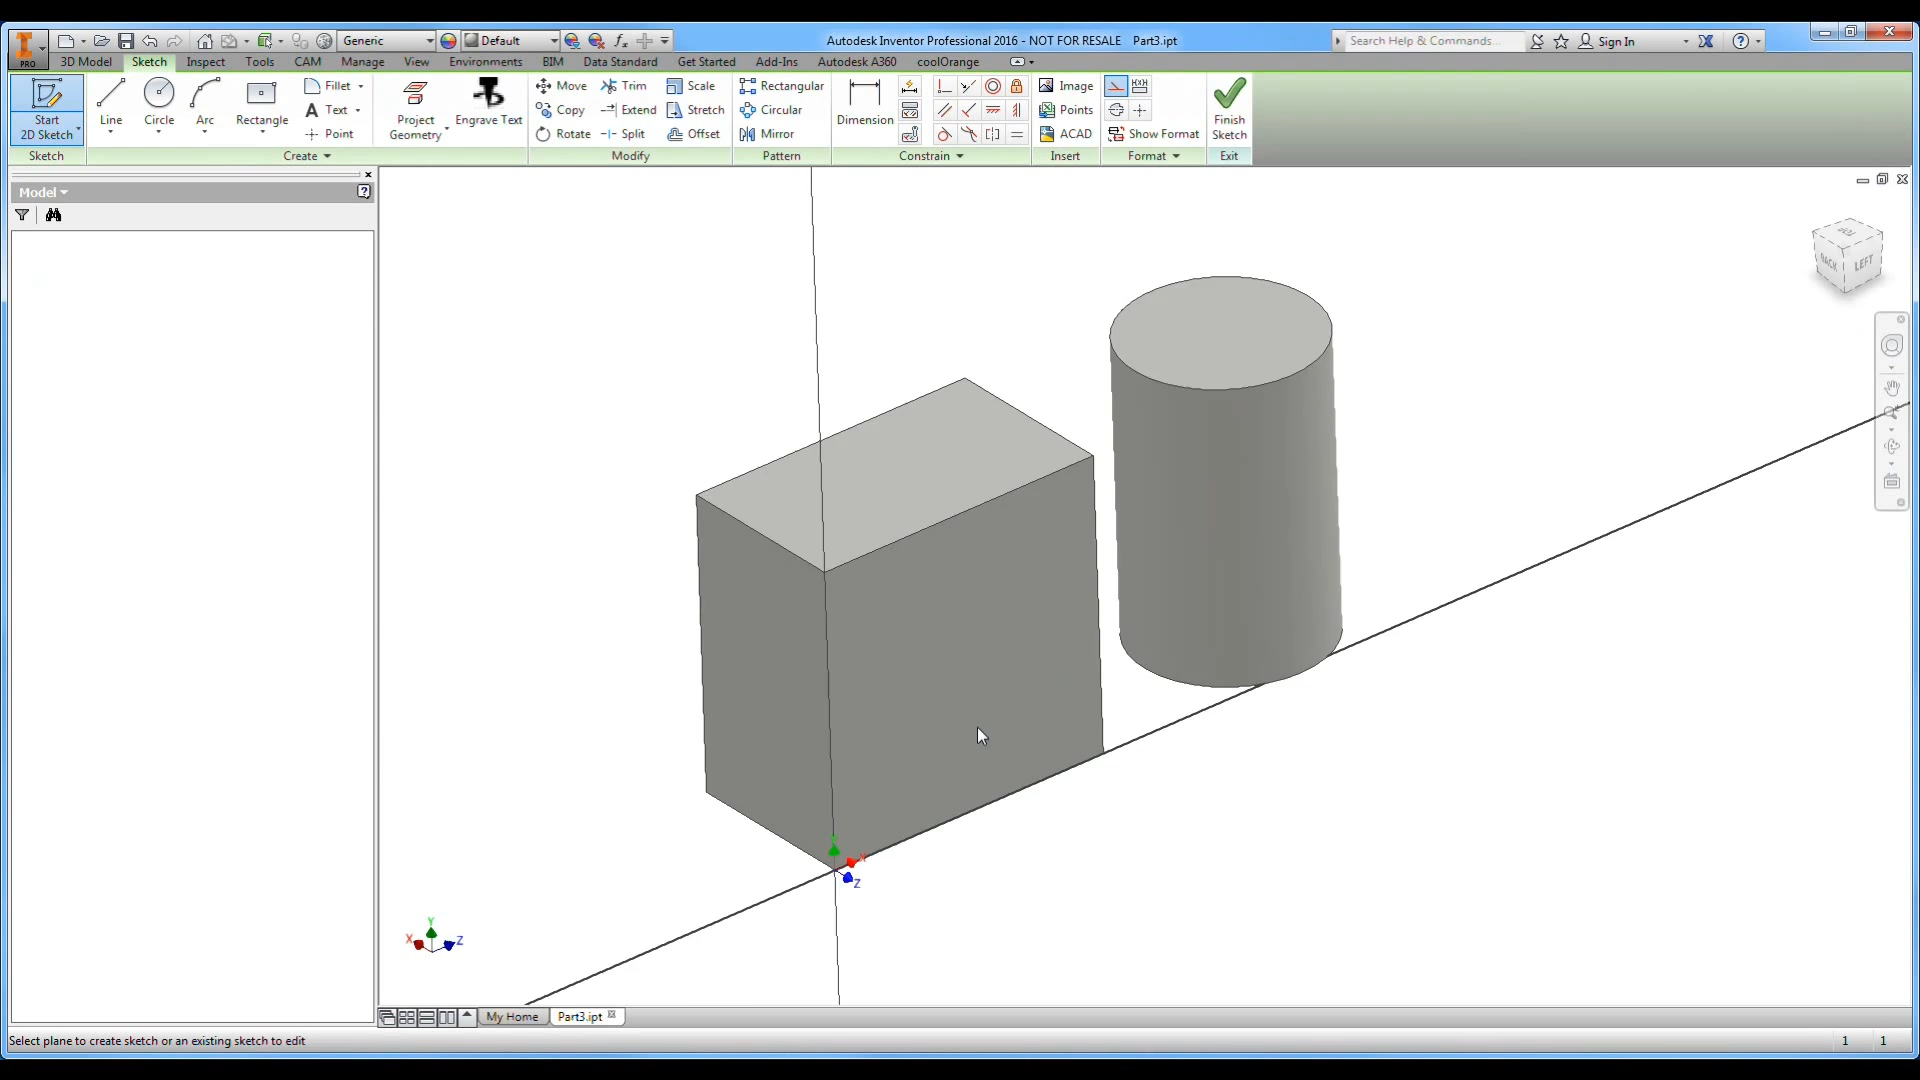 Generic
Default
Autodesk Inventor Professional 2016 - NOT FOR RESALE Part3.ipt
Search Help & Commands...
Sign In
PRO
3D Model Sketch Inspect Tools CAM Manage View Environments BIM Data Standard Get Started Add-Ins Autodesk A360 coolOrange
Start
2D Sketch
Line
Circle
Arc
Rectangle
Fillet
Text
Point
Project
Geometry
Engrave Text
Move
Copy
Rotate
Trim
Extend
Split
Scale
Stretch
Offset
Rectangular
Circular
Mirror
Dimension
Image
Points
ACAD
Show Format
Finish
Sketch
Sketch Create Modify Pattern Constrain Insert Format Exit
Model
TOP
BACK
LEFT
X
Z
Y
X
Z
My Home
Part3.ipt
Select plane to create sketch or an existing sketch to edit
1 1